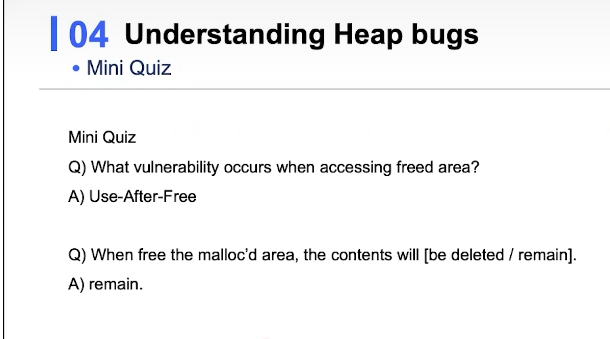 04 Understanding Heap bugs
• Mini Quiz
Mini Quiz
Q) What vulnerability occurs when accessing freed area?
A) Use-After-Free
Q) When free the malloc’d area, the contents will [be deleted / remain].
A) remain.